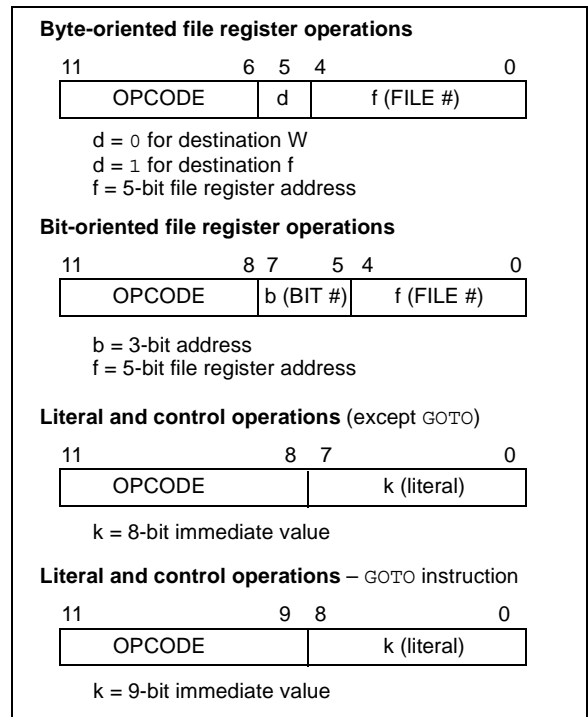 Byte-oriented file register operations
11 6 5 4 0
OPCODE d f (FILE #)
d = 0 for destination W
d = 1 for destination f
f = 5-bit file register address
Bit-oriented file register operations
11 8 7 5 4 0
OPCODE b (BIT #) f (FILE #)
b = 3-bit address
f = 5-bit file register address
Literal and control operations (except GOTO)
11 8 7 0
OPCODE k (literal)
k = 8-bit immediate value
Literal and control operations – GOTO instruction
11 9 8 0
OPCODE k (literal)
k = 9-bit immediate value